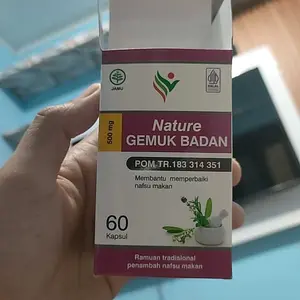 JAMU
HALAL
500 mg
Nature
GEMUK BADAN
POM TR.183 314 351
Membantu memperbaiki
nafsu makan
60
Kapsul
Ramuan tradisional
penambah nafsu makan